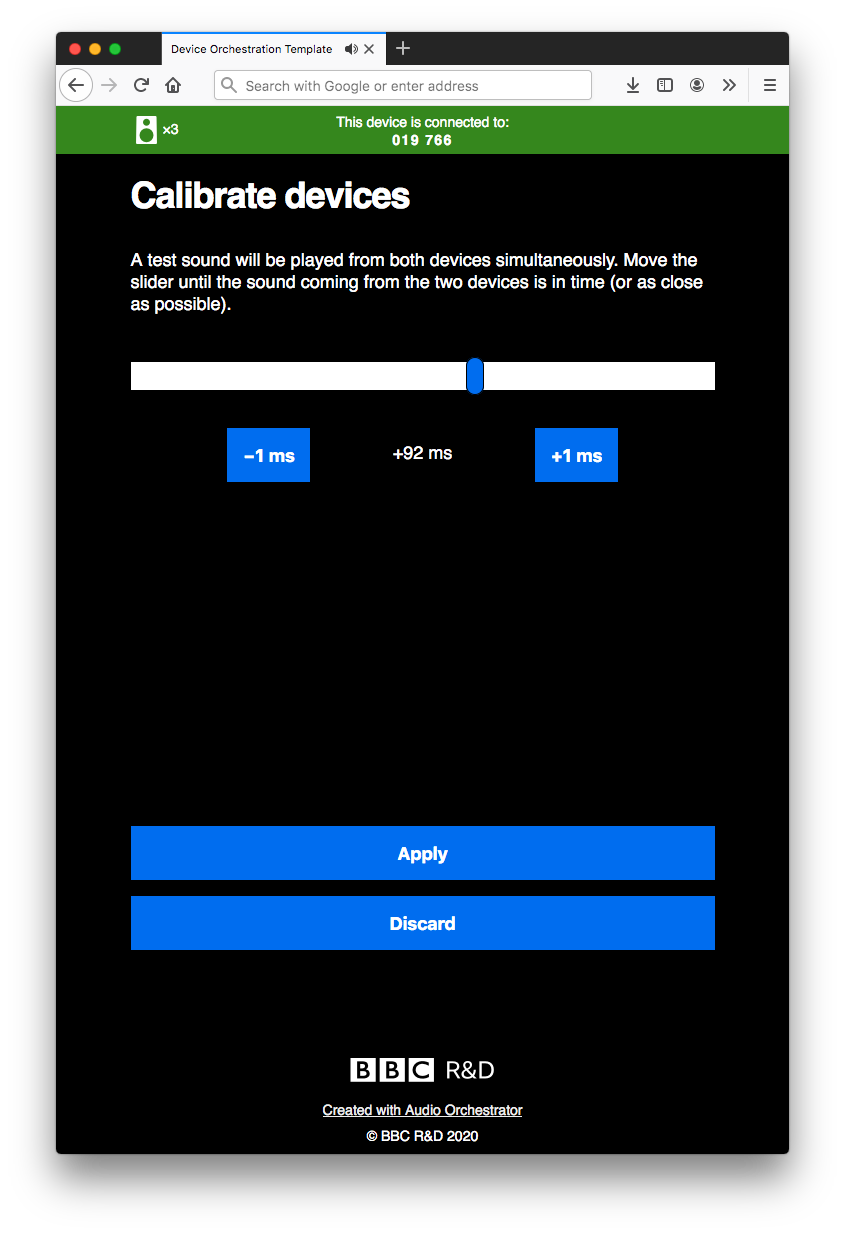 Device Orchestration Template
Search with Google or enter address
×3
This device is connected to:
019 766
Calibrate devices
A test sound will be played from both devices simultaneously. Move the
slider until the sound coming from the two devices is in time (or as close
as possible).
−1 ms
+92 ms
+1 ms
Apply
Discard
BBC R&D
Created with Audio Orchestrator
© BBC R&D 2020